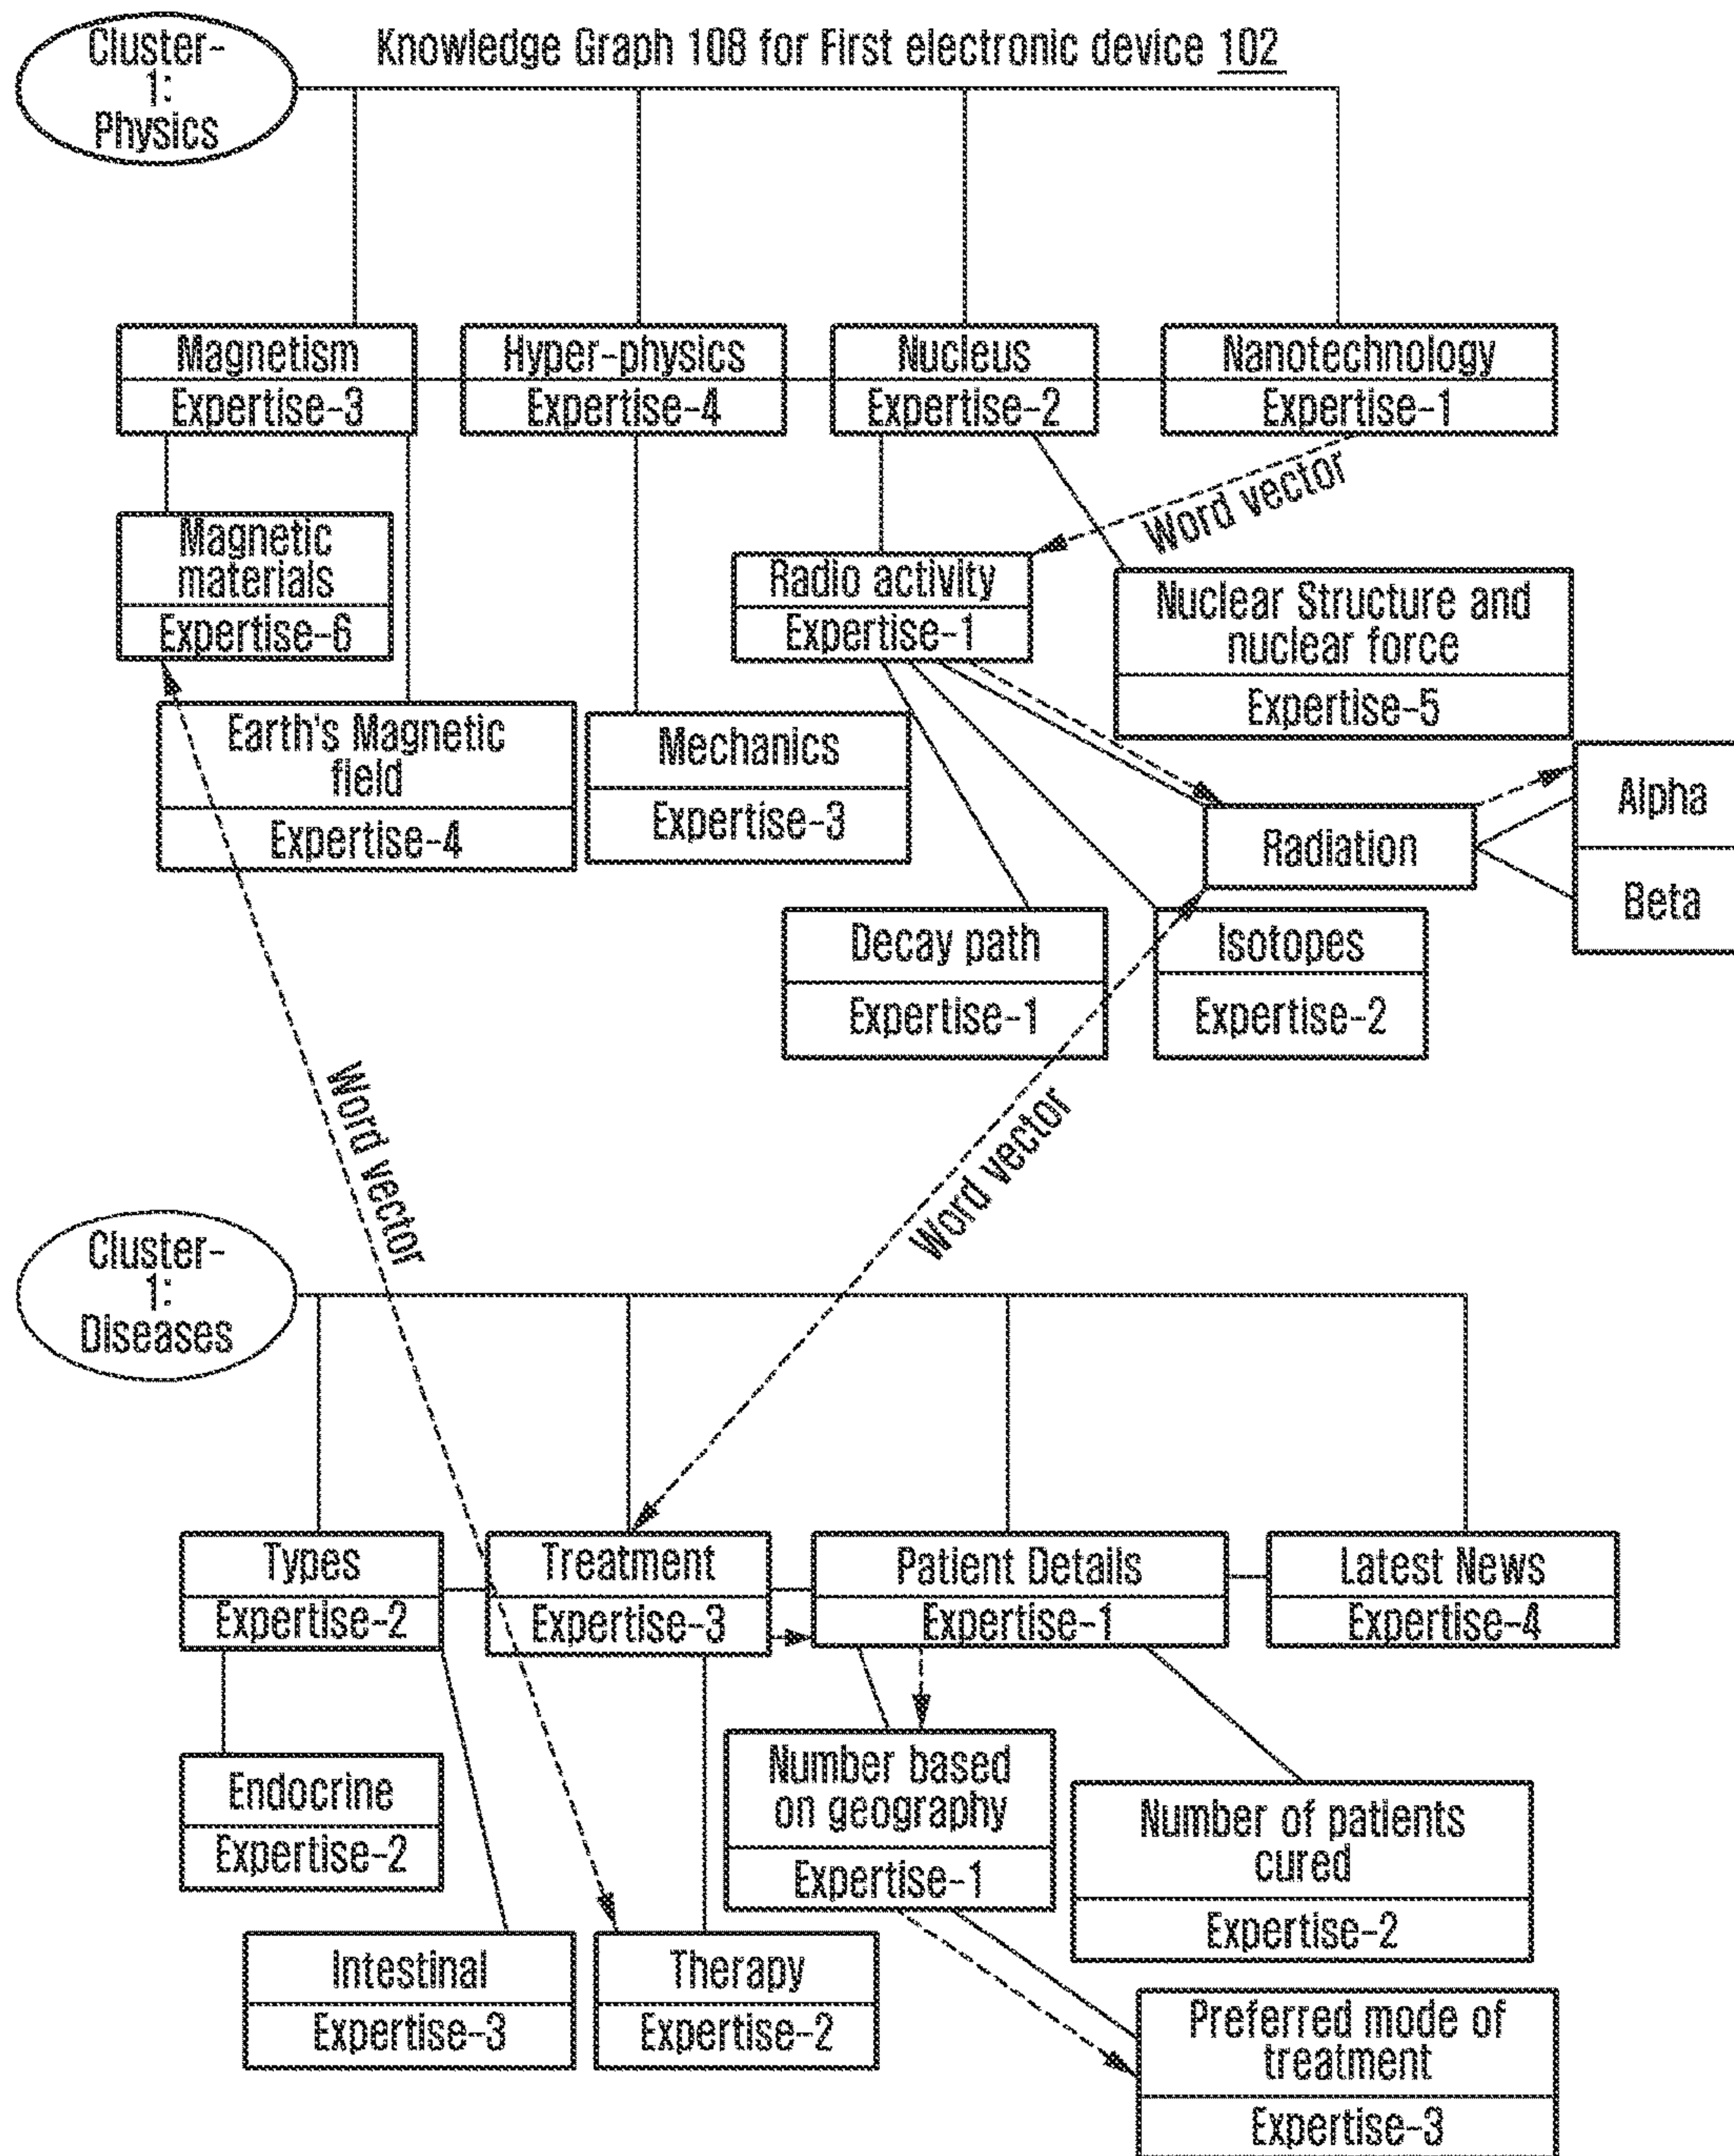 Knowledge Graph 108 for First electronic device 102
Cluster-
1:
Physics
Magnetism
Expertise-3
Hyper-physics
Expertise-4
Nucleus
Expertise-2
Nanotechnology
Expertise-1
Word vector
Magnetic
materials
Expertise-6
Radio activity
Expertise-1
Nuclear Structure and
nuclear force
Expertise-5
Earth's Magnetic
field
Expertise-4
Mechanics
Expertise-3
Radiation
Alpha
Beta
Decay path
Expertise-1
Isotopes
Expertise-2
Word vector
Word vector
Cluster-
1:
Diseases
Types
Expertise-2
Treatment
Expertise-3
Patient Details
Expertise-1
Latest News
Expertise-4
Endocrine
Expertise-2
Number based
on geography
Expertise-1
Number of patients
cured
Expertise-2
Intestinal
Expertise-3
Therapy
Expertise-2
Preferred mode of
treatment
Expertise-3